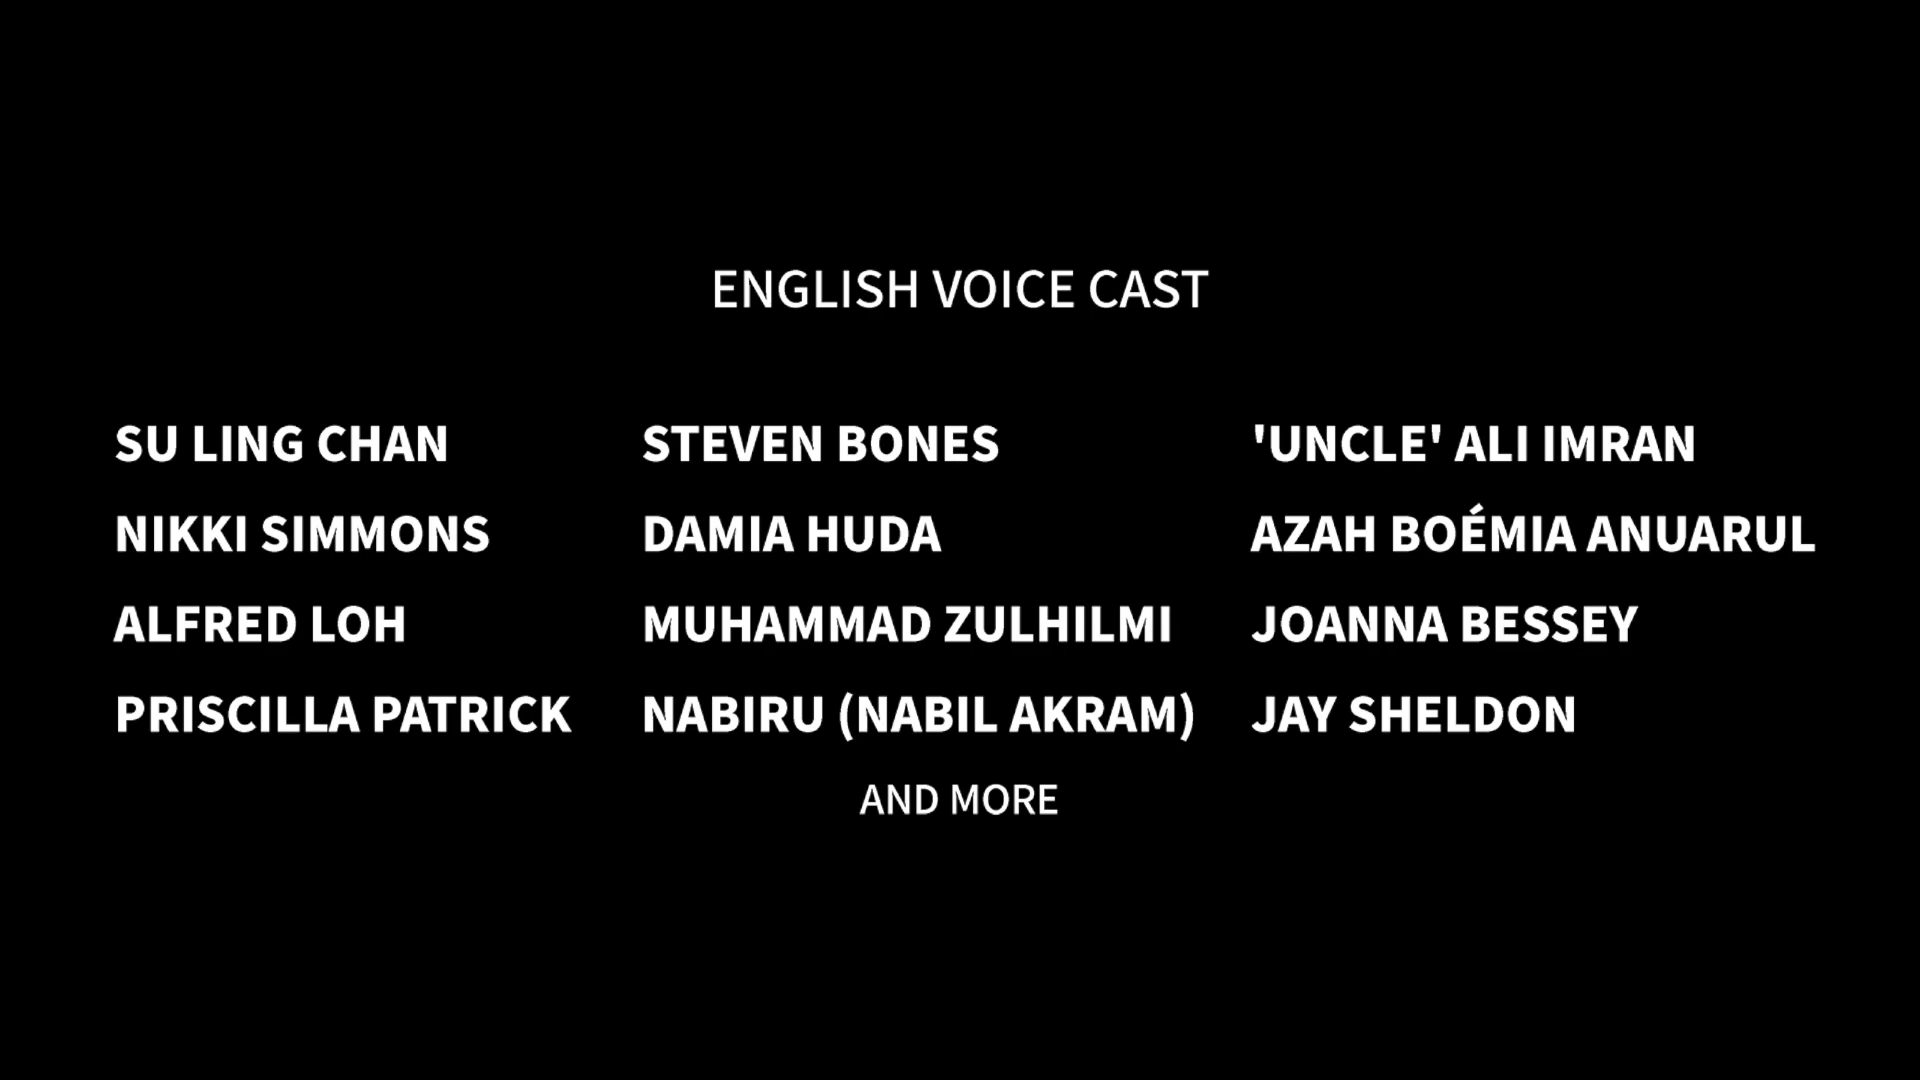 ENGLISH VOICE CAST
SU LING CHAN
NIKKI SIMMONS
ALFRED LOH
PRISCILLA PATRICK
STEVEN BONES
DAMIA HUDA
MUHAMMAD ZULHILMI
NABIRU (NABIL AKRAM)
'UNCLE' ALI IMRAN
AZAH BOÉMIA ANUARUL
JOANNA BESSEY
JAY SHELDON
AND MORE